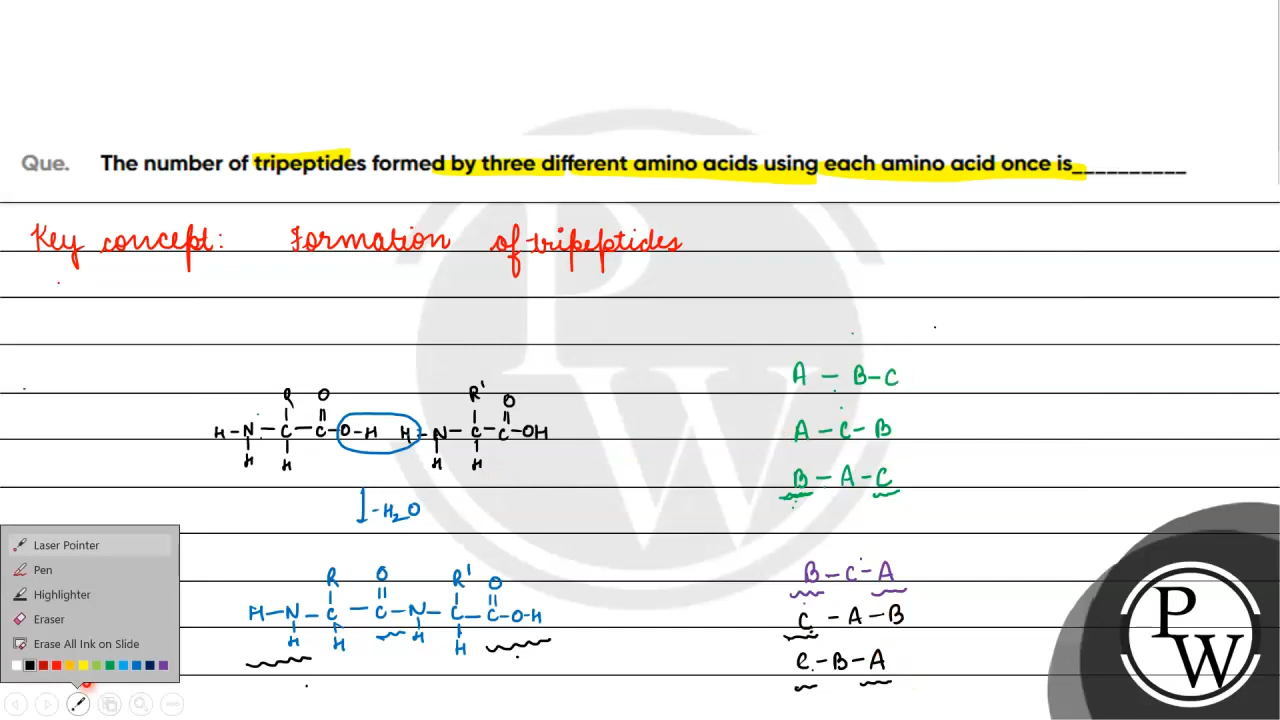 Que. The number of tripeptides formed by three different amino acids using each amino acid once is__________
Key concept: Formation of tripeptides
A - B-C
A - C - B
B - A - C
R O R' O
H-N-C-C-O-H H-N-C-C-OH
H H H H
-H2O
R O R' O
H-N-C-C-N-C-C-O-H
H H H H
B-C-A
C-A-B
C-B-A
Laser Pointer
Pen
Highlighter
Eraser
Erase All Ink on Slide
P
W
P
W